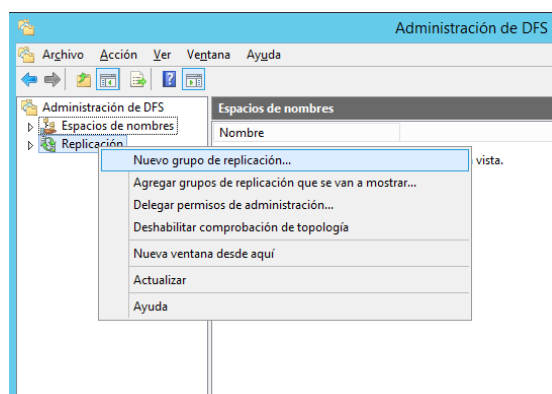 Administración de DFS
Archivo Acción Ver Ventana Ayuda
Administración de DFS
Espacios de nombres
Replicación
Espacios de nombres
Nombre
vista.
Nuevo grupo de replicación...
Agregar grupos de replicación que se van a mostrar...
Delegar permisos de administración...
Deshabilitar comprobación de topología
Nueva ventana desde aquí
Actualizar
Ayuda